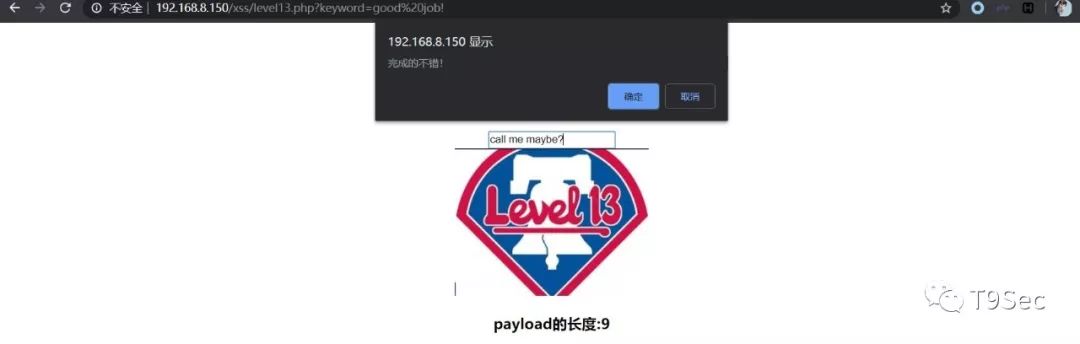 不安全 | 192.168.8.150/xss/level13.php?keyword=good%20job!
192.168.8.150 显示
完成的不错!
确定 取消
call me maybe?
Level 13
payload的长度:9
T9Sec